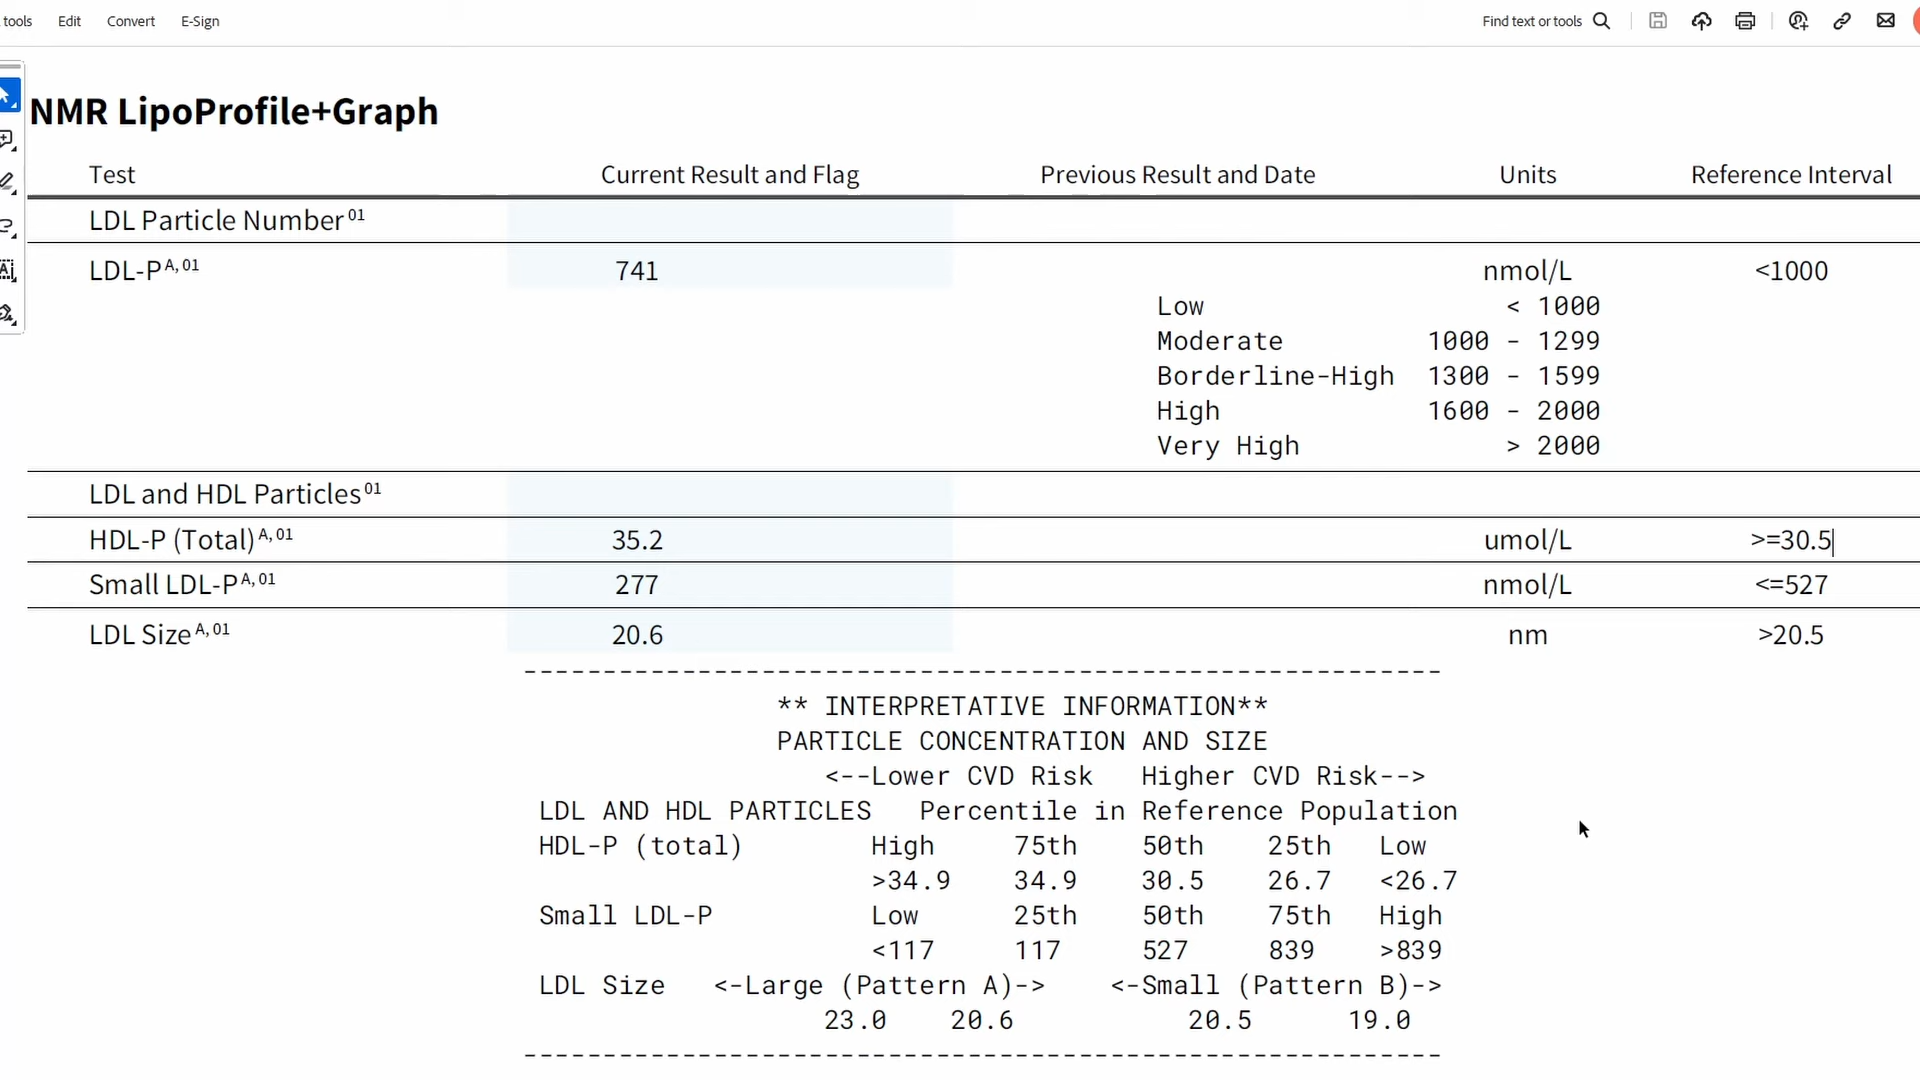 tools Edit Convert E-Sign Find text or tools
NMR LipoProfile+Graph
Test Current Result and Flag Previous Result and Date Units Reference Interval
LDL Particle Number 01
LDL-P A, 01 741 nmol/L <1000
Low < 1000
Moderate 1000 - 1299
Borderline-High 1300 - 1599
High 1600 - 2000
Very High > 2000
LDL and HDL Particles 01
HDL-P (Total) A, 01 35.2 umol/L >=30.5
Small LDL-P A, 01 277 nmol/L <=527
LDL Size A, 01 20.6 nm >20.5
----------------------------------------------------------
** INTERPRETATIVE INFORMATION**
PARTICLE CONCENTRATION AND SIZE
<--Lower CVD Risk Higher CVD Risk-->
LDL AND HDL PARTICLES Percentile in Reference Population
HDL-P (total) High 75th 50th 25th Low
>34.9 34.9 30.5 26.7 <26.7
Small LDL-P Low 25th 50th 75th High
<117 117 527 839 >839
LDL Size <-Large (Pattern A)-> <-Small (Pattern B)->
23.0 20.6 20.5 19.0
----------------------------------------------------------